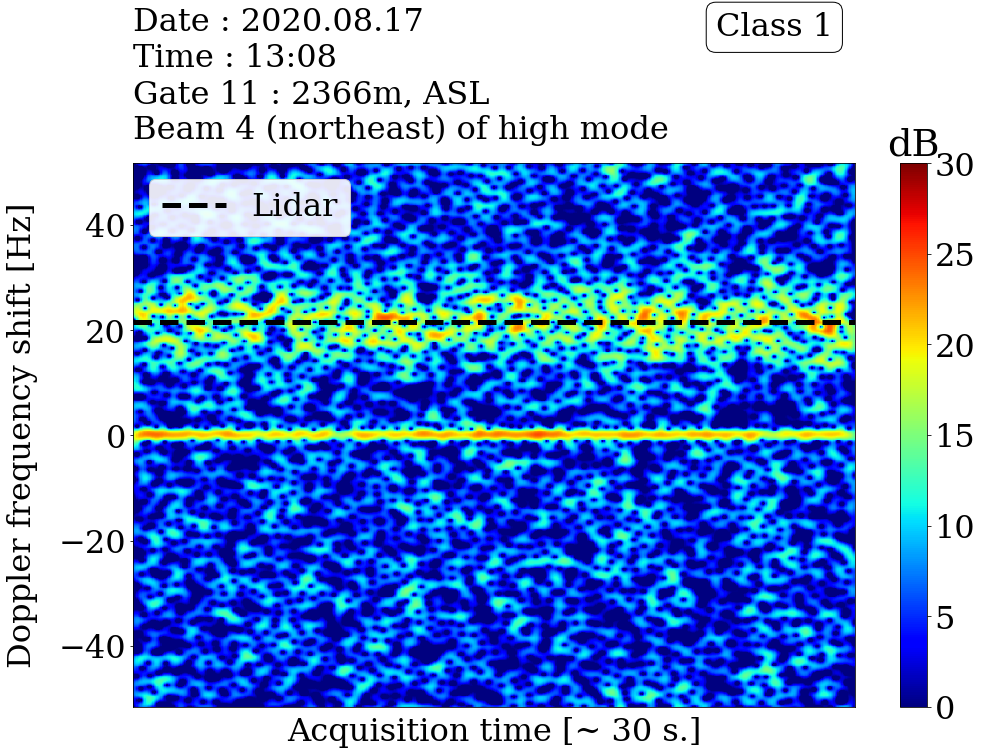 Date : 2020.08.17
Time : 13:08
Gate 11 : 2366m, ASL
Beam 4 (northeast) of high mode
Class 1
dB
Lidar
Doppler frequency shift [Hz]
40
20
0
−20
−40
Acquisition time [~ 30 s.]
30
25
20
15
10
5
0